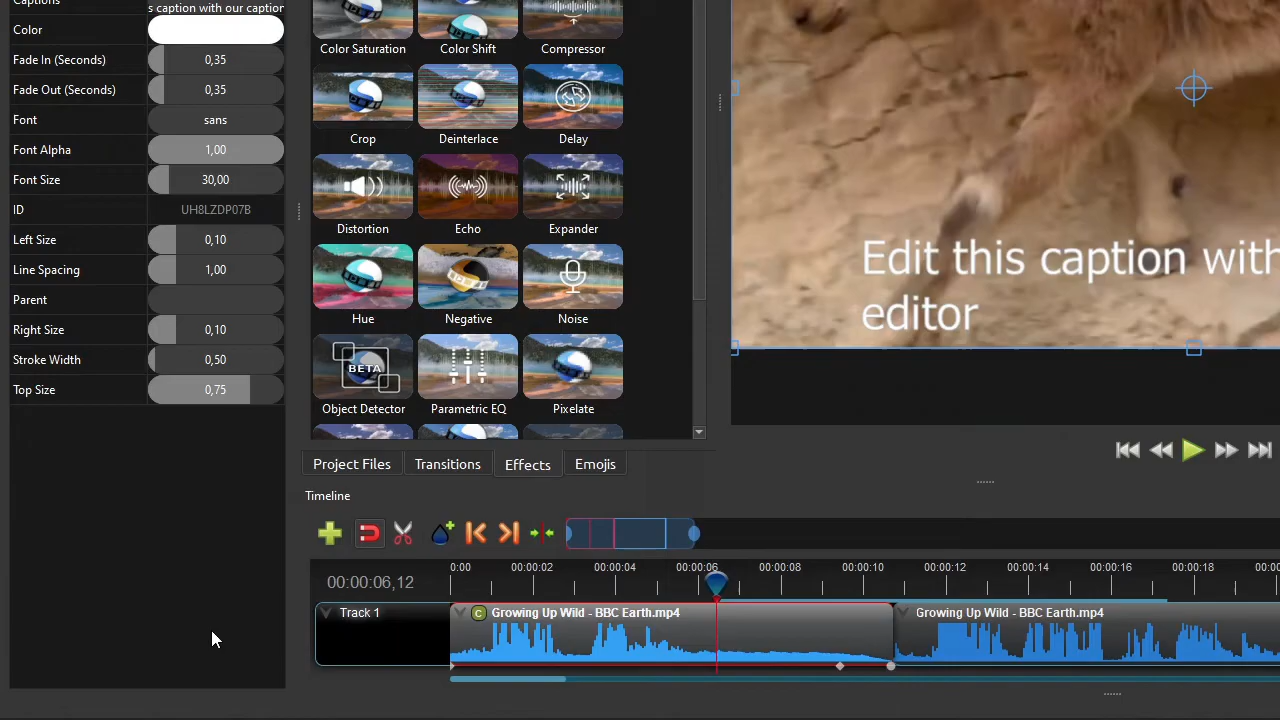 Captions
s caption with our caption
Color
Fade In (Seconds) 0,35
Fade Out (Seconds) 0,35
Font sans
Font Alpha 1,00
Font Size 30,00
ID UH8LZDP07B
Left Size 0,10
Line Spacing 1,00
Parent
Right Size 0,10
Stroke Width 0,50
Top Size 0,75
Color Saturation Color Shift Compressor
Crop Deinterlace Delay
Distortion Echo Expander
Hue Negative Noise
BETA
Object Detector Parametric EQ Pixelate
Edit this caption with
editor
Project Files Transitions Effects Emojis
Timeline
00:00:06,12
0:00 00:00:02 00:00:04 00:00:06 00:00:08 00:00:10 00:00:12 00:00:14 00:00:16 00:00:18 00:00
Track 1
C Growing Up Wild - BBC Earth.mp4
Growing Up Wild - BBC Earth.mp4